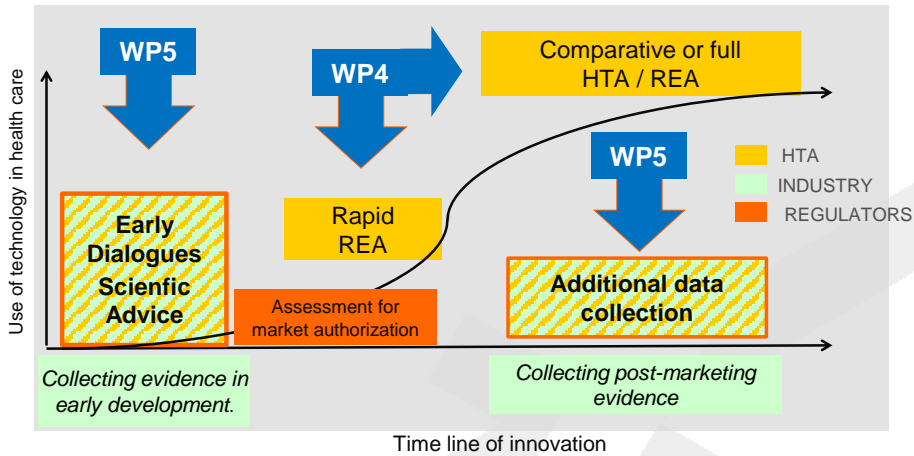 WP5
WP4
Comparative or full
HTA / REA
WP5
HTA
INDUSTRY
REGULATORS
Use of technology in health care
Early
Dialogues
Scienfic
Advice
Rapid
REA
Assessment for
market authorization
Additional data
collection
Collecting evidence in
early development.
Collecting post-marketing
evidence
Time line of innovation